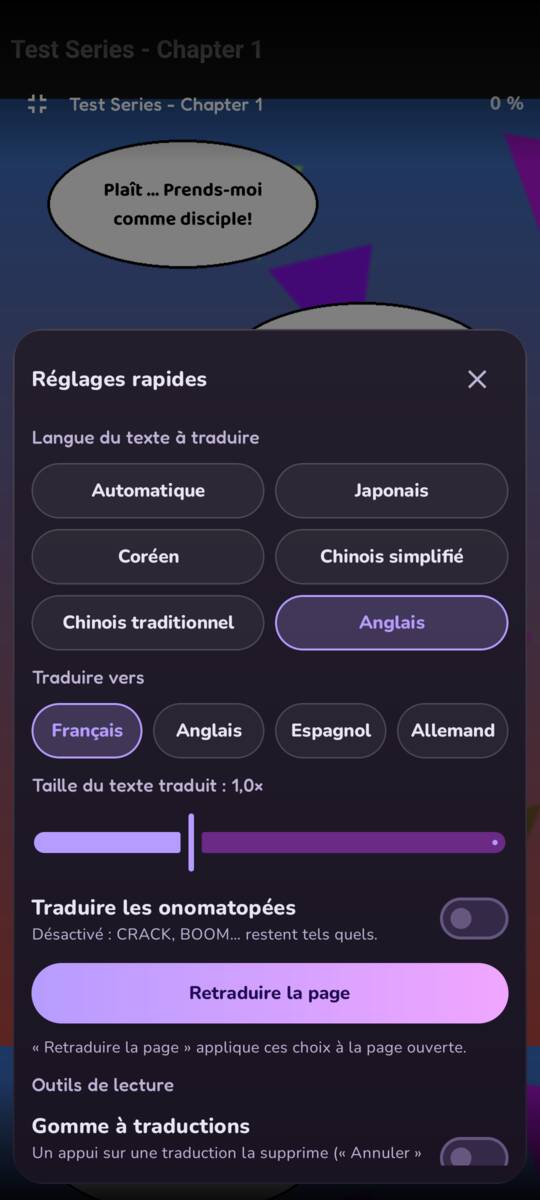 Test Series - Chapter 1
Test Series - Chapter 1
0 %
Plaît ... Prends-moi
comme disciple!
Réglages rapides
Langue du texte à traduire
Automatique
Japonais
Coréen
Chinois simplifié
Chinois traditionnel
Anglais
Traduire vers
Français
Anglais
Espagnol
Allemand
Taille du texte traduit : 1,0×
Traduire les onomatopées
Désactivé : CRACK, BOOM… restent tels quels.
Retraduire la page
« Retraduire la page » applique ces choix à la page ouverte.
Outils de lecture
Gomme à traductions
Un appui sur une traduction la supprime (« Annuler »